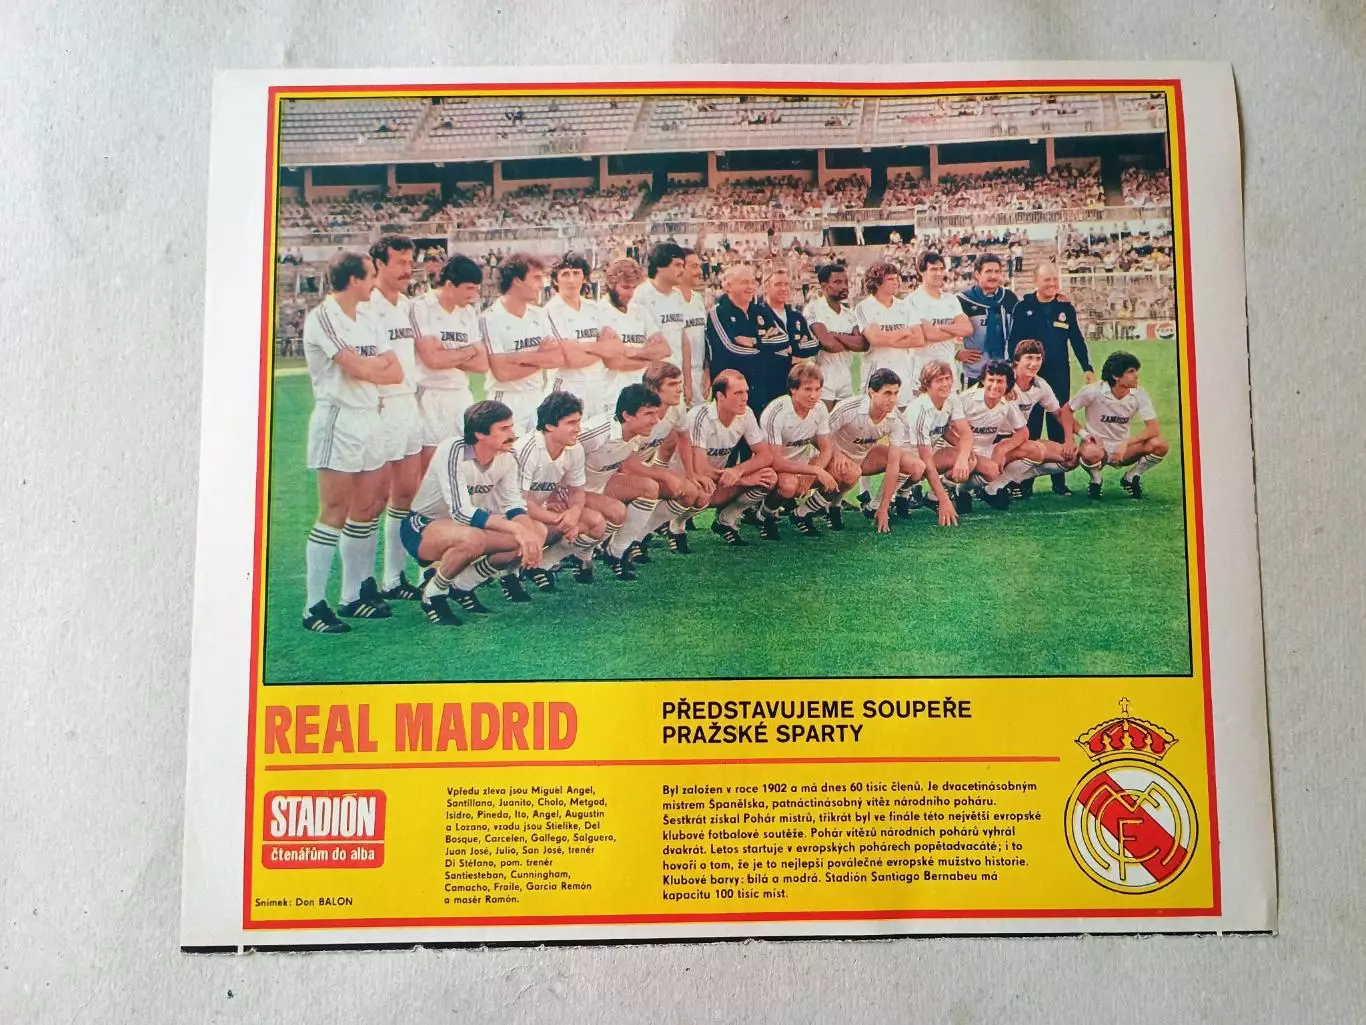 ZANUSSI
REAL MADRID
PŘEDSTAVUJEME SOUPEŘE
PRAŽSKÉ SPARTY
STADIÓN
čtenářům do alba
Snímek: Don BALON
Vpředu zleva jsou Miguel Angel,
Santillana, Juanito, Cholo, Metgod,
Isidro, Pineda, Ito, Angel, Augustin
a Lozano, vzadu jsou Stielike, Del
Bosque, Carcelen, Gallego, Salguero,
Juan José, Julio, San José, trenér
Di Stéfano, pom. trenér
Santiesteban, Cunningham,
Camacho, Fraile, Garcia Remón
a masér Ramón.
Byl založen v roce 1902 a má dnes 60 tisíc členů. Je dvacetinásobným
mistrem Španělska, patnáctinásobný vítěz národního poháru.
Šestkrát získal Pohár mistrů, třikrát byl ve finále této největší evropské
klubové fotbalové soutěže. Pohár vítězů národních pohárů vyhrál
dvakrát. Letos startuje v evropských pohárech popětadvacáté; i to
hovoří o tom, že je to nejlepší poválečné evropské mužstvo historie.
Klubové barvy: bílá a modrá. Stadión Santiago Bernabeu má
kapacitu 100 tisíc míst.